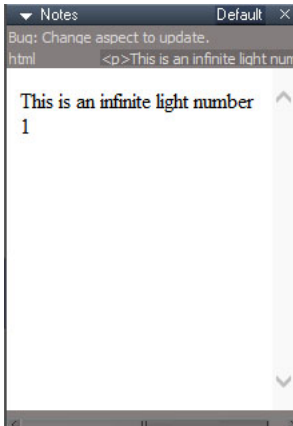 Notes Default
Bug: Change aspect to update.
html <p>This is an infinite light num
This is an infinite light number
1